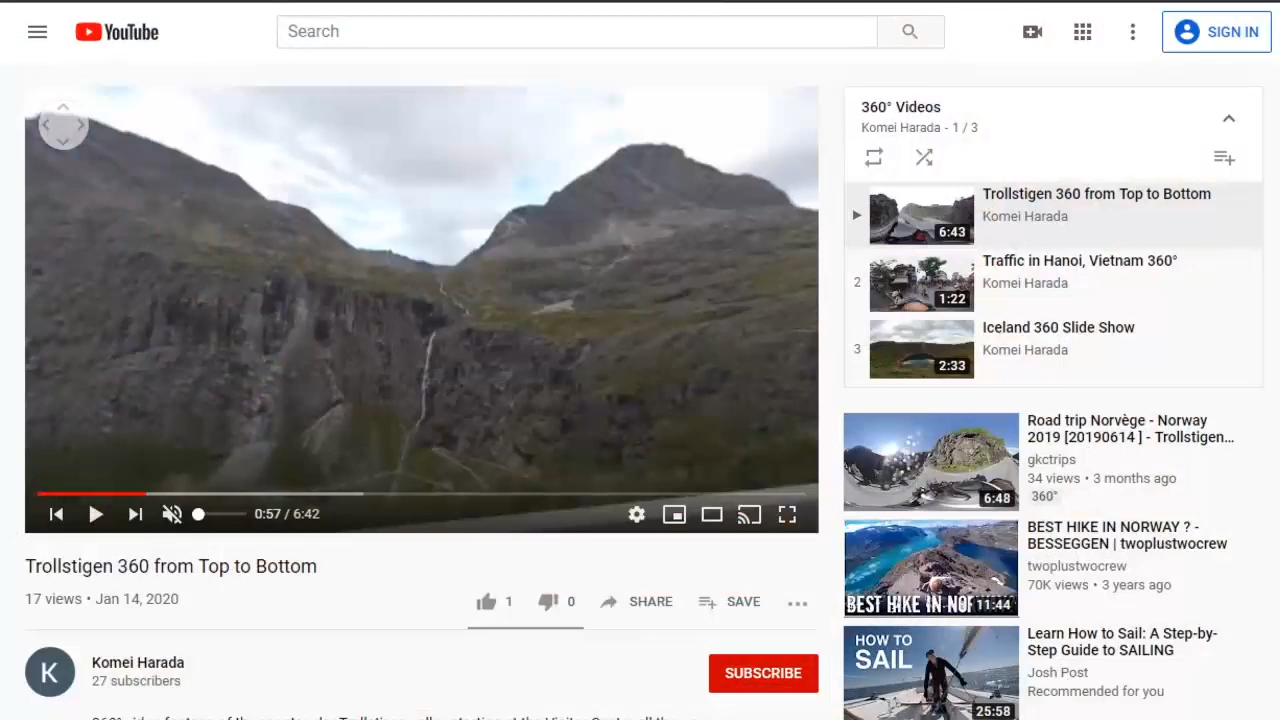 YouTube
Search
SIGN IN
360° Videos
Komei Harada - 1 / 3
Trollstigen 360 from Top to Bottom
Komei Harada
6:43
2
Traffic in Hanoi, Vietnam 360°
Komei Harada
1:22
3
Iceland 360 Slide Show
Komei Harada
2:33
0:57 / 6:42
Trollstigen 360 from Top to Bottom
17 views • Jan 14, 2020
1
0
SHARE
SAVE
K
Komei Harada
27 subscribers
SUBSCRIBE
Road trip Norvège - Norway
2019 [20190614 ] - Trollstigen...
gkctrips
34 views • 3 months ago
360°
6:48
BEST HIKE IN NORWAY ? -
BESSEGGEN | twoplustwocrew
twoplustwocrew
70K views • 3 years ago
BEST HIKE IN NOR
11:44
Learn How to Sail: A Step-by-
Step Guide to SAILING
Josh Post
Recommended for you
HOW TO
SAIL
25:58